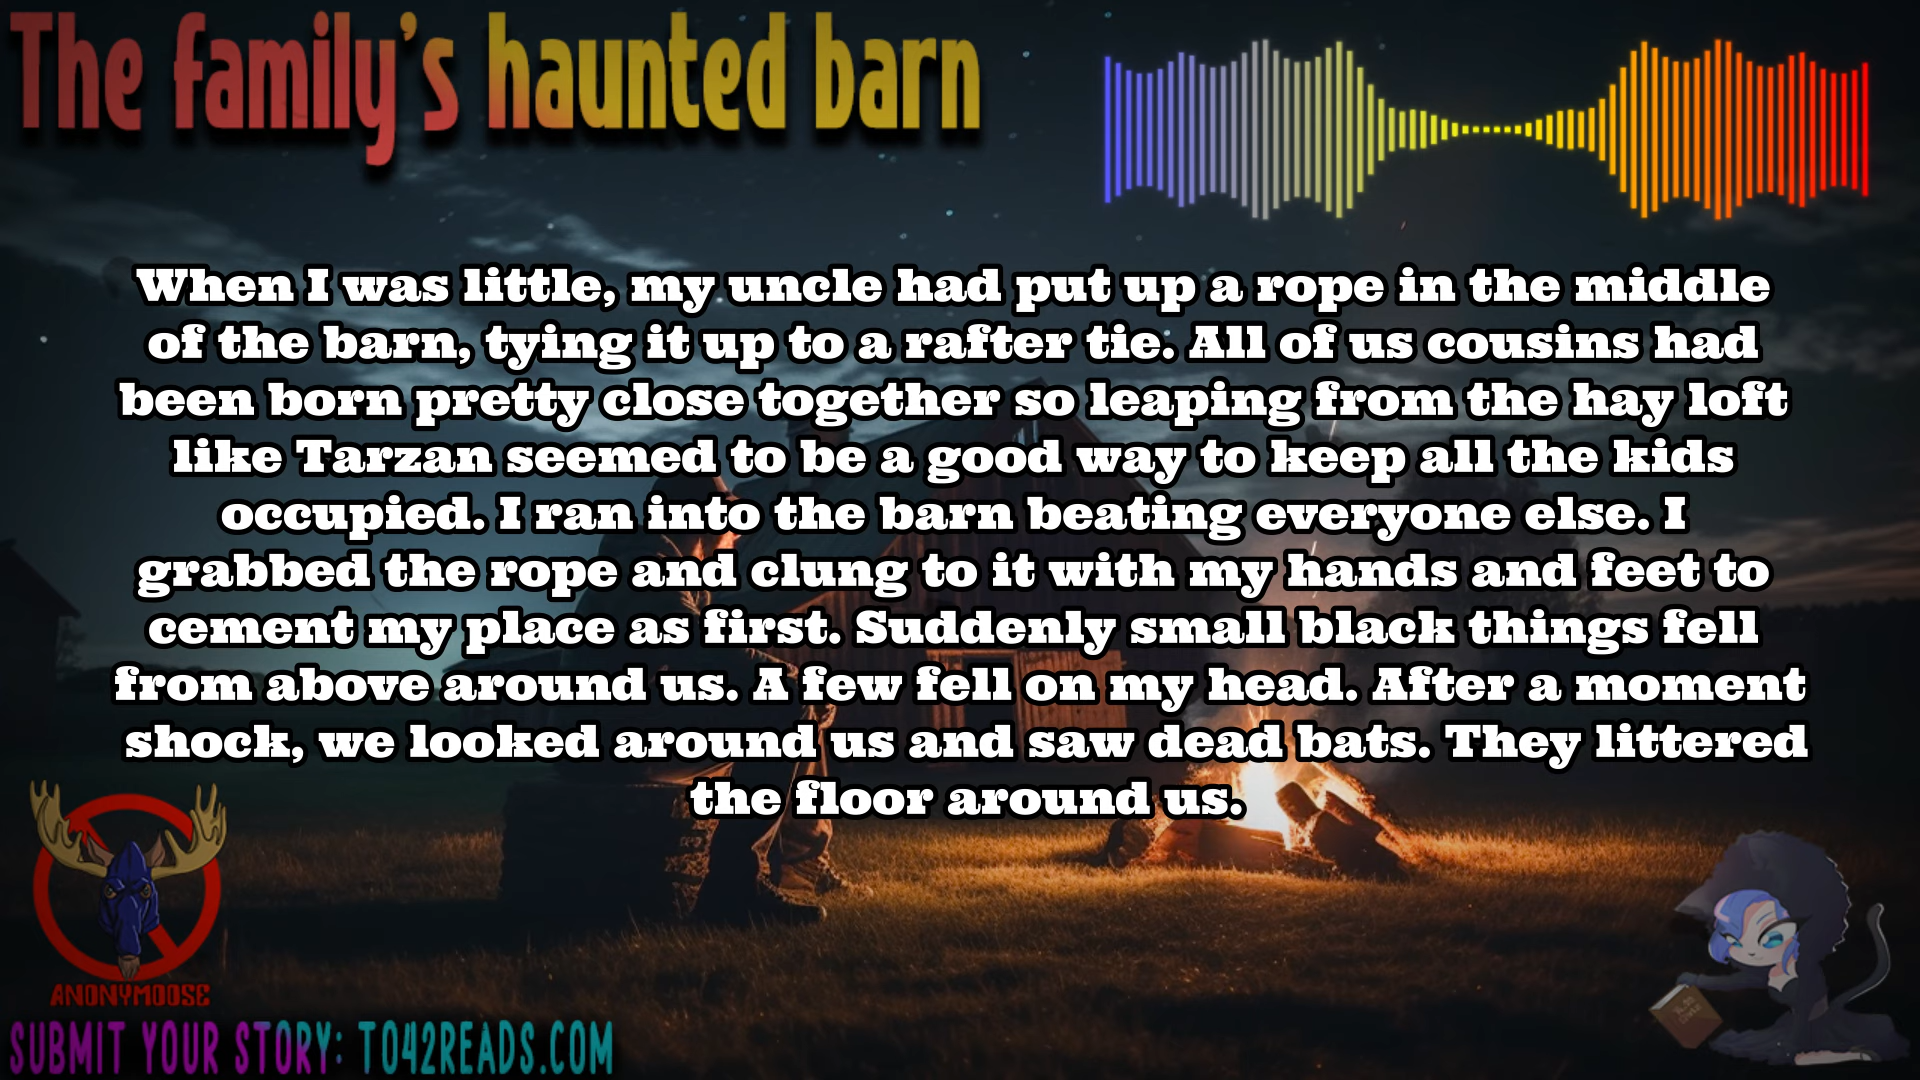 The family's haunted barn
When I was little, my uncle had put up a rope in the middle
of the barn, tying it up to a rafter tie. All of us cousins had
been born pretty close together so leaping from the hay loft
like Tarzan seemed to be a good way to keep all the kids
occupied. I ran into the barn beating everyone else. I
grabbed the rope and clung to it with my hands and feet to
cement my place as first. Suddenly small black things fell
from above around us. A few fell on my head. After a moment
shock, we looked around us and saw dead bats. They littered
the floor around us.
ANONYMOOSE
SUBMIT YOUR STORY: TO42READS.COM